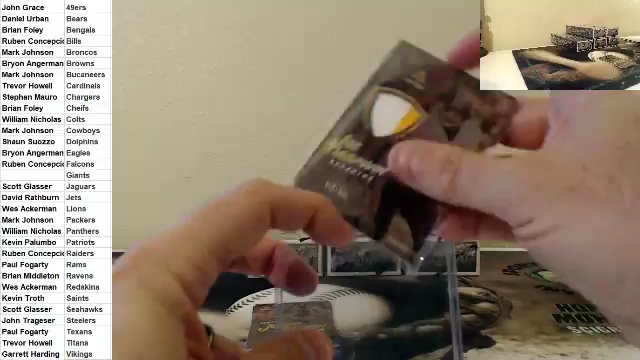 John Grace 49ers
Daniel Urban Bears
Brian Foley Bengals
Ruben Concepcic Bills
Mark Johnson Broncos
Bryon Angerman Browns
Mark Johnson Bucaneers
Trevor Howell Cardinals
Stephan Mauro Chargers
Brian Foley Cheifs
William Nicholas Colts
Mark Johnson Cowboys
Shaun Suozzo Dolphins
Bryon Angerman Eagles
Ruben Concepcic Falcons
Giants
Scott Glasser Jaguars
David Rathburn Jets
Wes Ackerman Lions
Mark Johnson Packers
William Nicholas Panthers
Kevin Palumbo Patriots
Ruben Concepcic Raiders
Paul Fogarty Rams
Brian Middleton Ravens
Wes Ackerman Redskins
Kevin Troth Saints
Scott Glasser Seahawks
John Trageser Steelers
Paul Fogarty Texans
Trevor Howell Titans
Garrett Harding Vikings